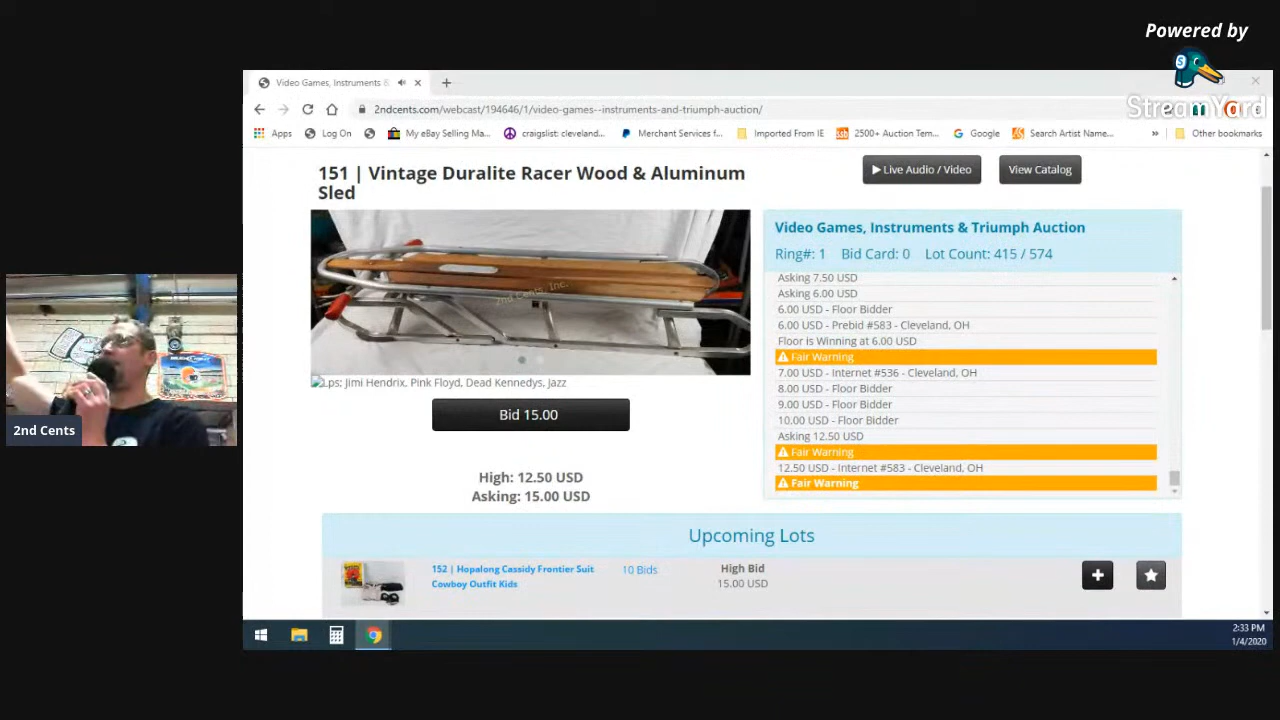 Powered by
StreamYard
Video Games, Instruments &
2ndcents.com/webcast/194646/1/video-games--instruments-and-triumph-auction/
Apps
Log On
My eBay Selling Ma...
craigslist: cleveland...
Merchant Services f...
Imported From IE
2500+ Auction Tem...
Google
Search Artist Name...
»
Other bookmarks
151 | Vintage Duralite Racer Wood & Aluminum
Sled
Live Audio / Video
View Catalog
2nd Cents, Inc.
Lps: Jimi Hendrix, Pink Floyd, Dead Kennedys, Jazz
Bid 15.00
High: 12.50 USD
Asking: 15.00 USD
Video Games, Instruments & Triumph Auction
Ring#: 1 Bid Card: 0 Lot Count: 415 / 574
Asking 7.50 USD
Asking 6.00 USD
6.00 USD - Floor Bidder
6.00 USD - Prebid #583 - Cleveland, OH
Floor is Winning at 6.00 USD
Fair Warning
7.00 USD - Internet #536 - Cleveland, OH
8.00 USD - Floor Bidder
9.00 USD - Floor Bidder
10.00 USD - Floor Bidder
Asking 12.50 USD
Fair Warning
12.50 USD - Internet #583 - Cleveland, OH
Fair Warning
Upcoming Lots
152 | Hopalong Cassidy Frontier Suit
Cowboy Outfit Kids
10 Bids
High Bid
15.00 USD
2nd Cents
2:33 PM
1/4/2020